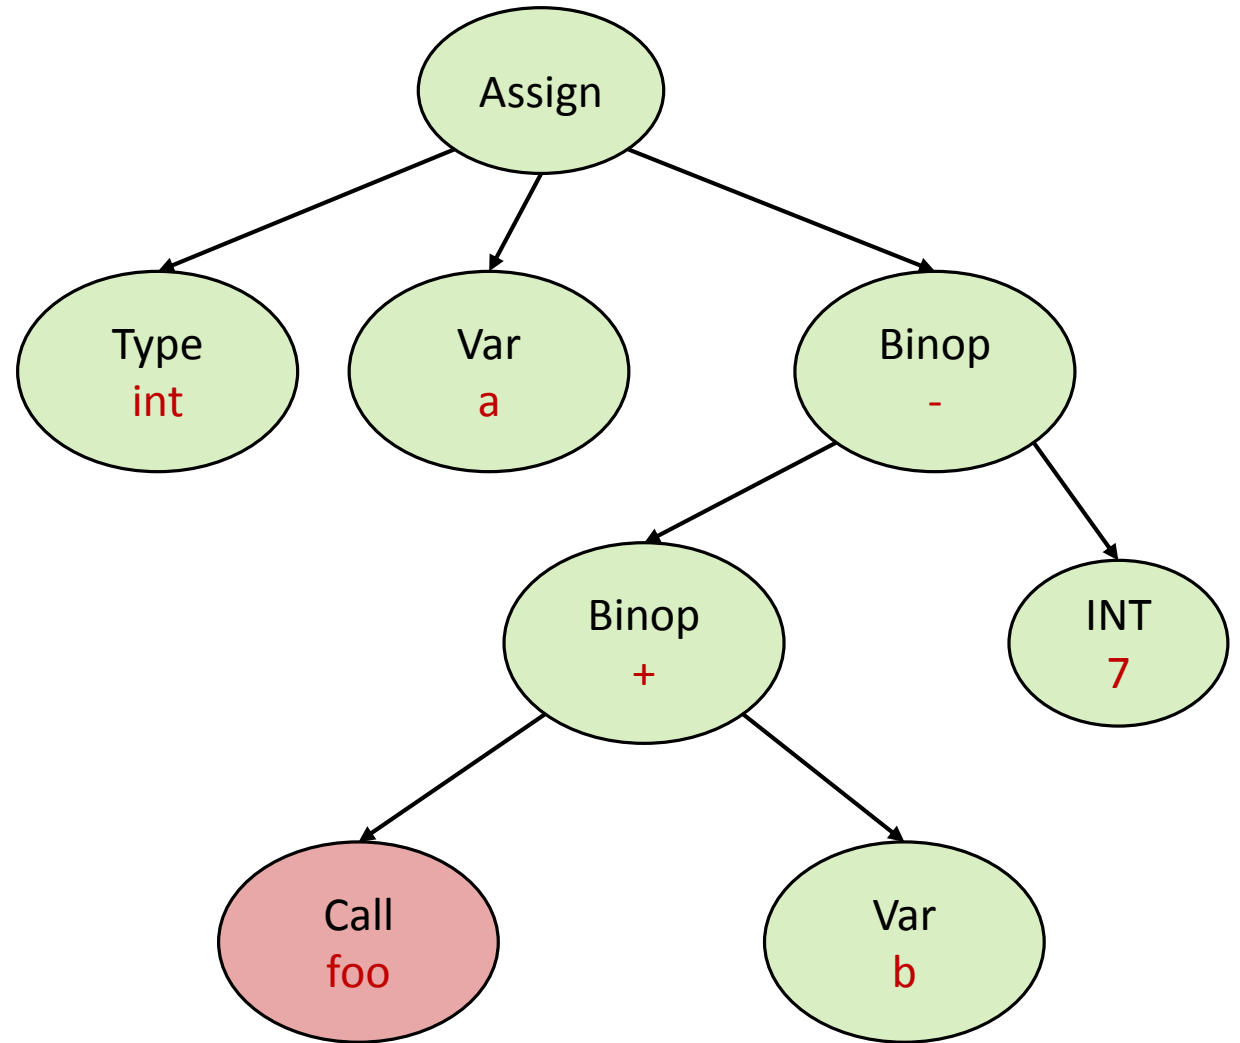 Assign
Type
int
Var
a
Binop
-
Binop
+
INT
7
Call
foo
Var
b